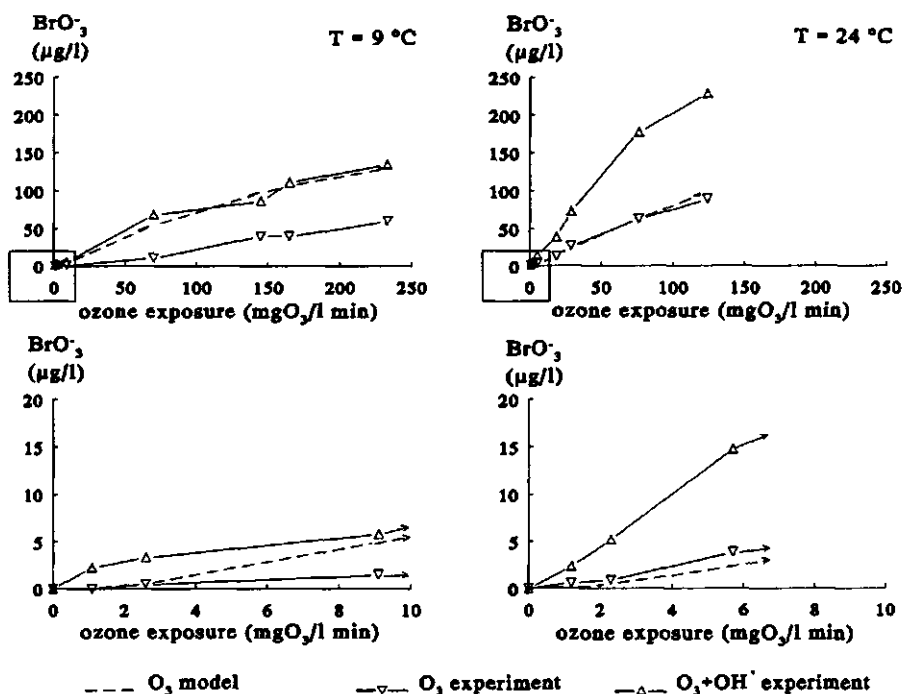 BrO⁻₃
(µg/l)
T = 9 °C
250
200
150
100
50
0
0 50 100 150 200 250
ozone exposure (mgO₃/l min)
BrO⁻₃
(µg/l)
T = 24 °C
250
200
150
100
50
0
0 50 100 150 200 250
ozone exposure (mgO₃/l min)
BrO⁻₃
(µg/l)
20
15
10
5
0
0 2 4 6 8 10
ozone exposure (mgO₃/l min)
BrO⁻₃
(µg/l)
20
15
10
5
0
0 2 4 6 8 10
ozone exposure (mgO₃/l min)
O₃ model
O₃ experiment
O₃+OH˙ experiment